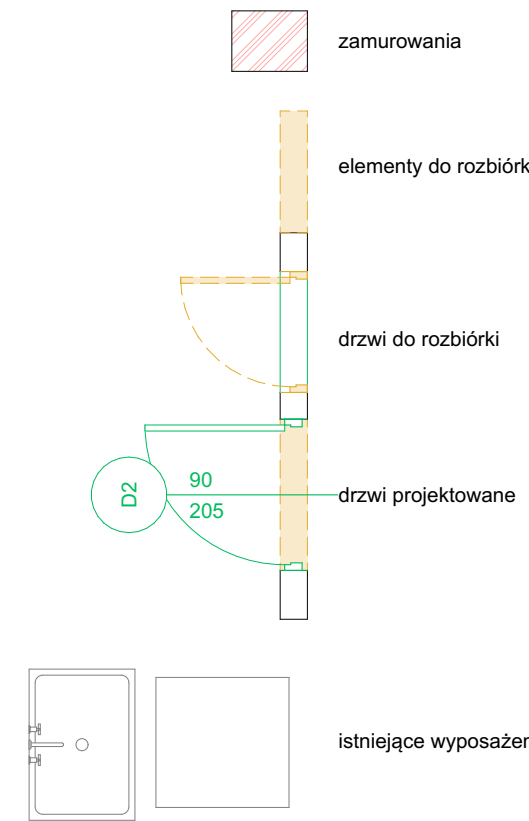 zamurowania
elementy do rozbiórk
drzwi do rozbiórki
D2
90
205
drzwi projektowane
istniejące wyposażen